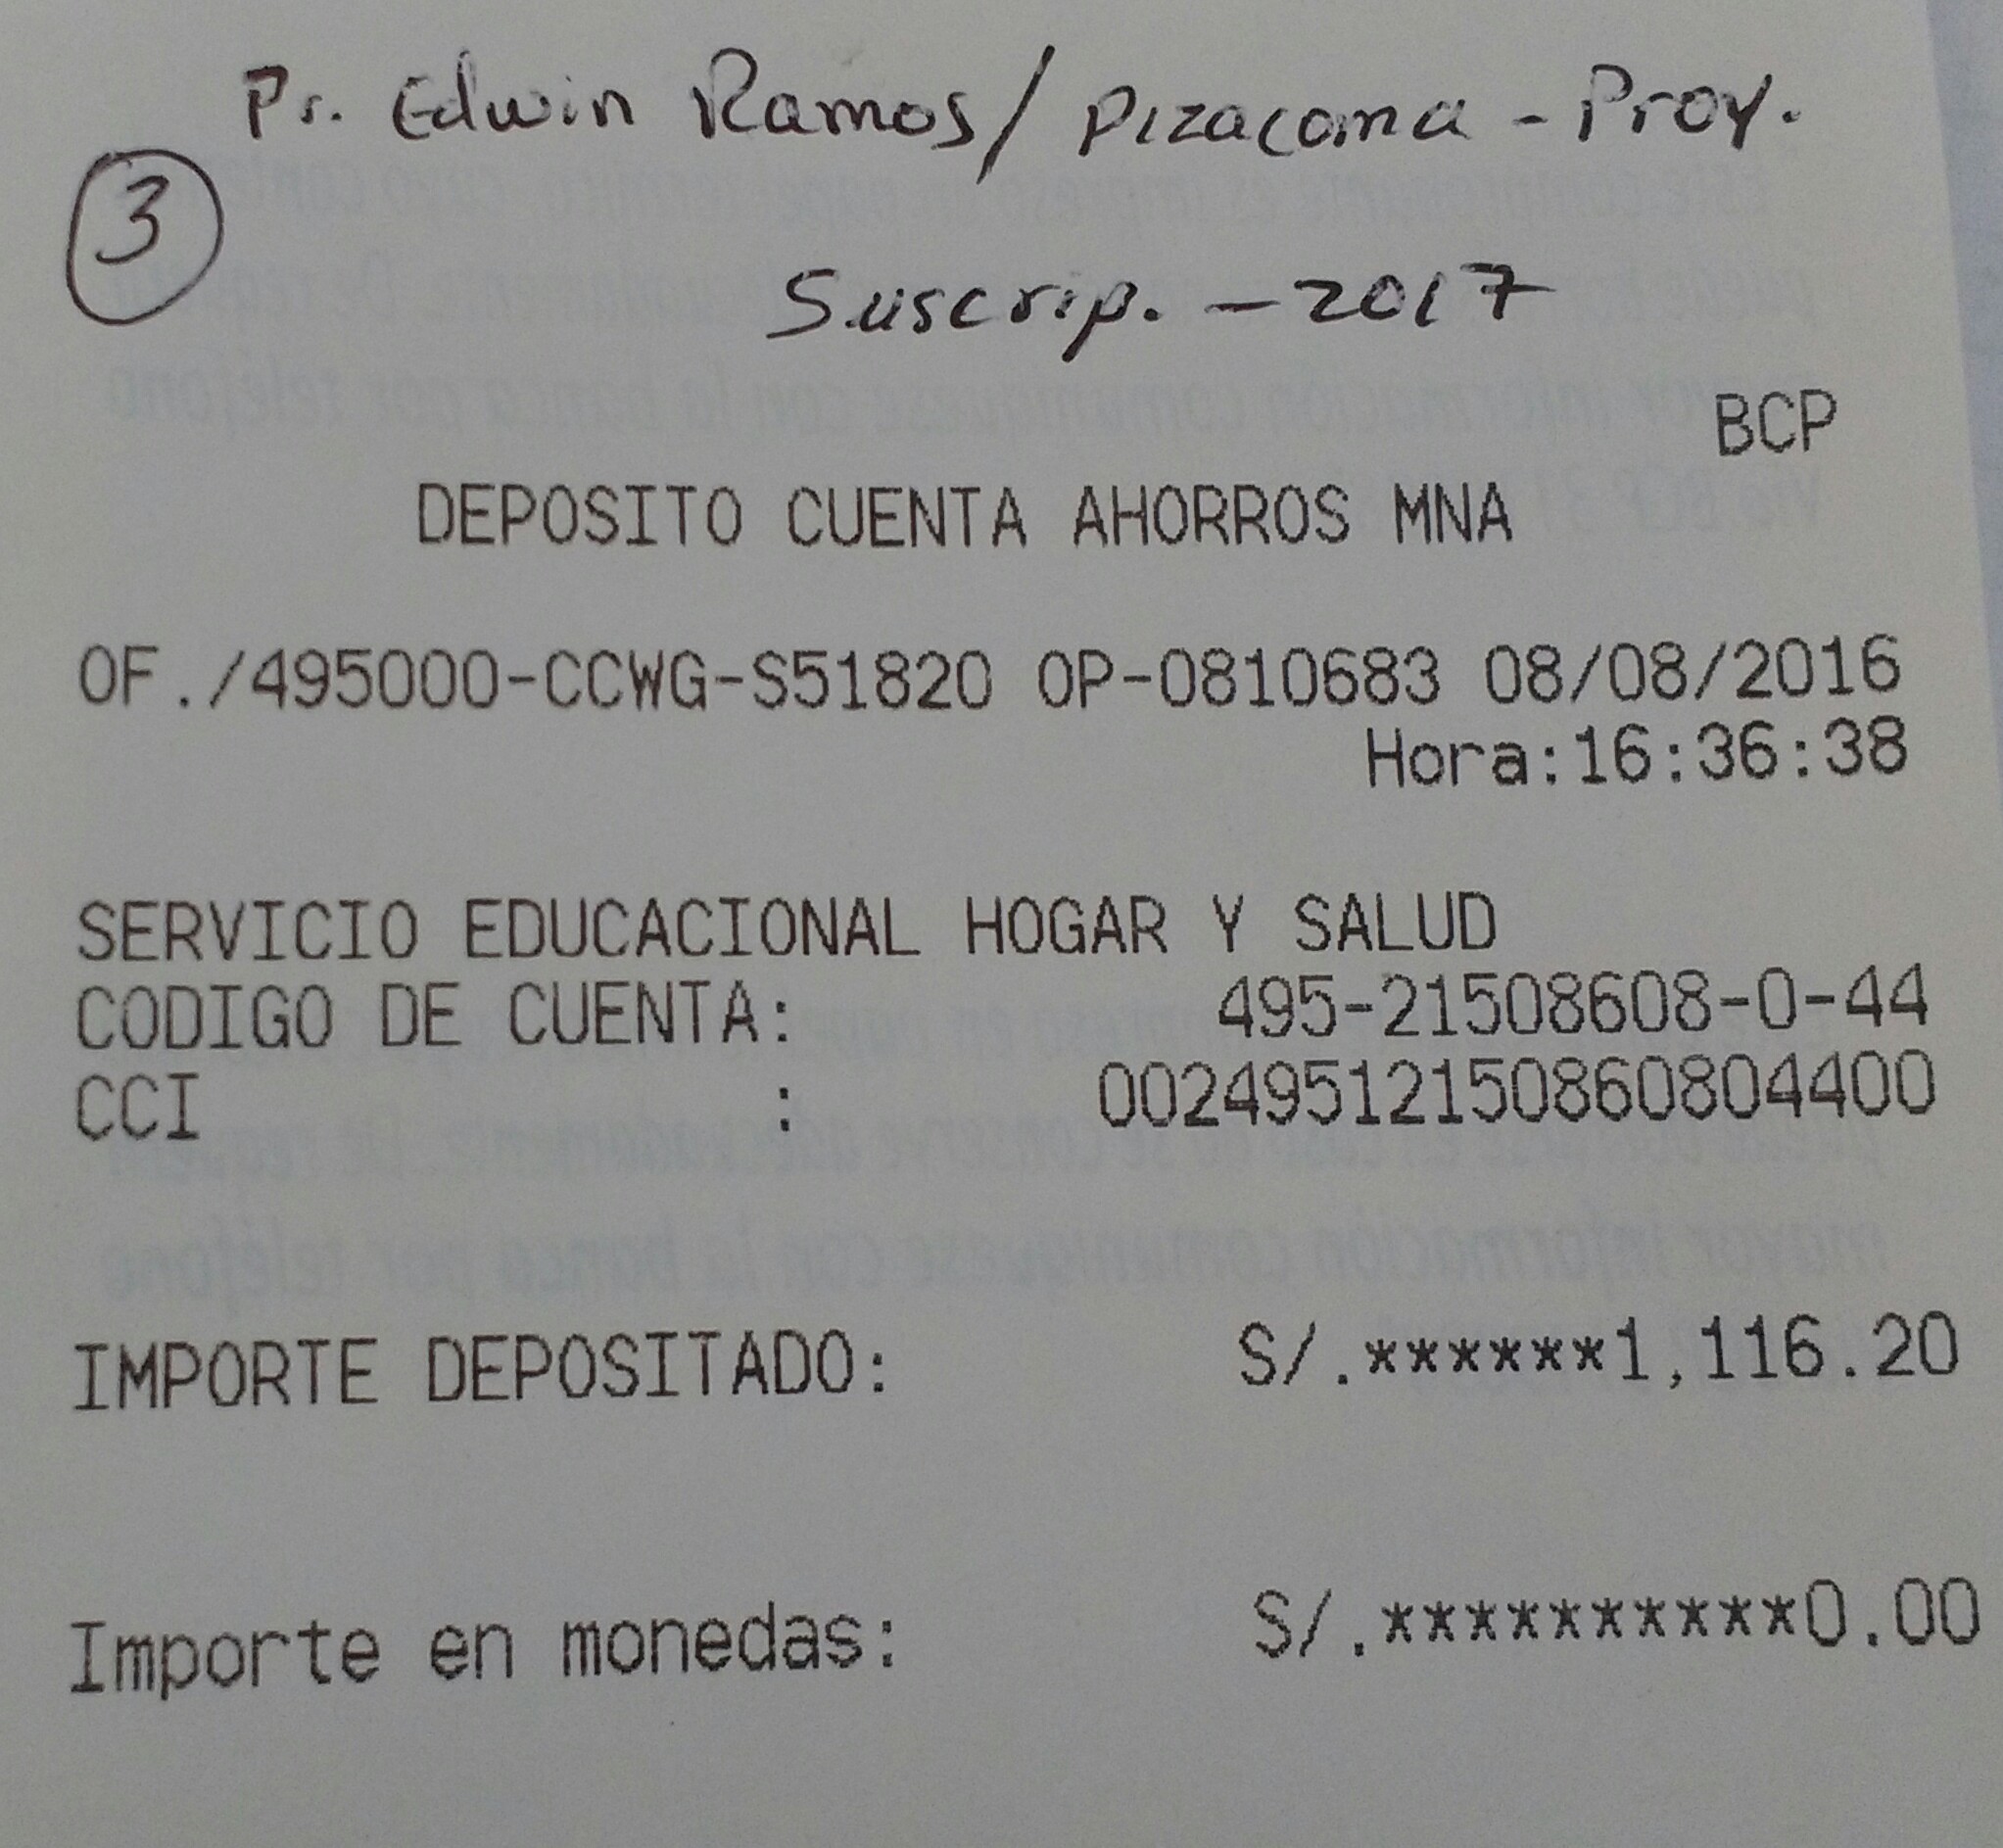 Pr. Edwin Ramos / Pizacoma - Proy.
3
Suscrip. - 2017
BCP
DEPOSITO CUENTA AHORROS MNA
OF./495000-CCWG-S51820 OP-0810683 08/08/2016
Hora:16:36:38
SERVICIO EDUCACIONAL HOGAR Y SALUD
CODIGO DE CUENTA: 495-21508608-0-44
CCI : 00249512150860804400
IMPORTE DEPOSITADO: S/.******1,116.20
Importe en monedas: S/.**********0.00